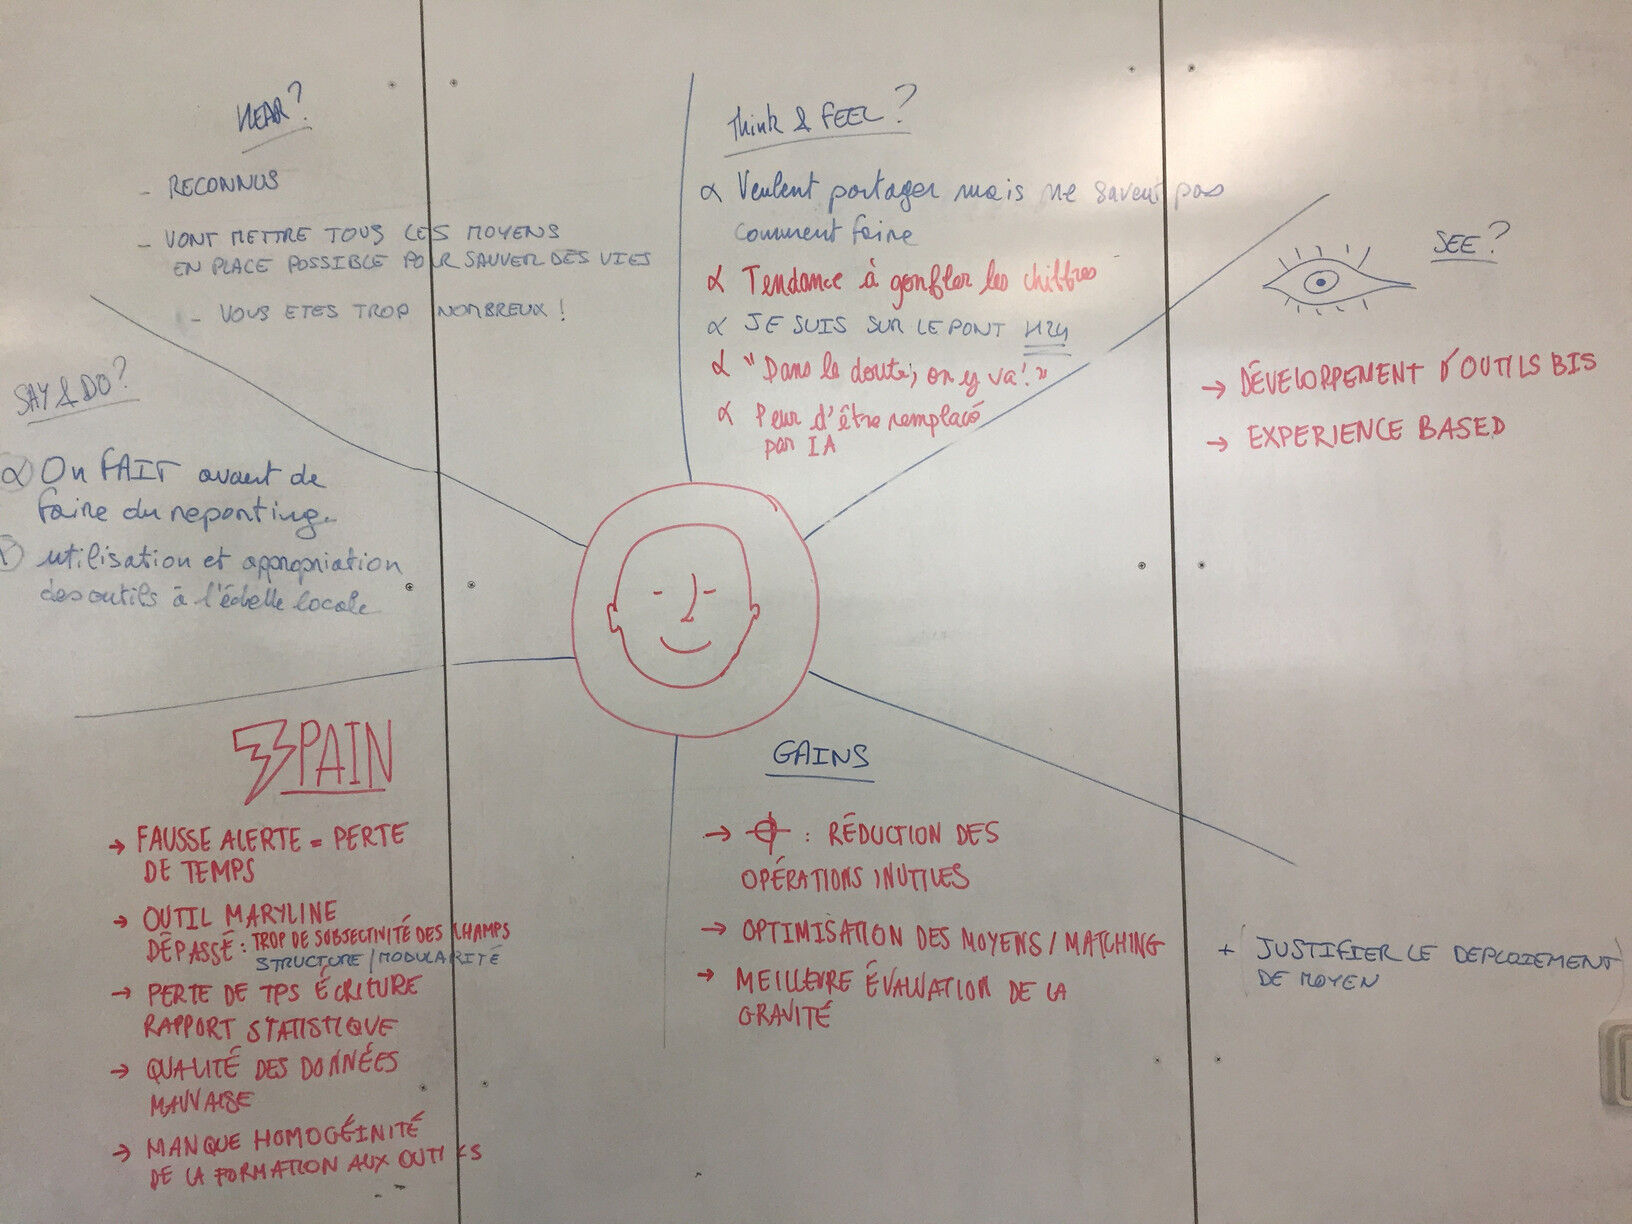 HEAR?
- RECONNUS
- VONT METTRE TOUS LES MOYENS
EN PLACE POSSIBLE POUR SAUVER DES VIES
- VOUS ETES TROP NOMBREUX !
Think & FEEL ?
α Veulent partager mais ne savent pas
comment faire
α Tendance à gonfler les chiffres
α JE SUIS SUR LE PONT H24
α "Dans le doute, on y va!"
α Peur d'être remplacé
par IA
SEE ?
→ DÉVELOPPEMENT d'OUTILS BIS
→ EXPERIENCE BASED
SAY & DO ?
α On FAIT avant de
faire du reporting.
utilisation et appropriation
des outils à l'échelle locale
PAIN
→ FAUSSE ALERTE = PERTE
DE TEMPS
→ OUTIL MARYLINE
DÉPASSÉ : TROP DE SUBJECTIVITÉ DES CHAMPS
STRUCTURE / MODULARITÉ
→ PERTE DE TPS ÉCRITURE
RAPPORT STATISTIQUE
→ QUALITÉ DES DONNÉES
MAUVAISE
→ MANQUE HOMOGÉINITÉ
DE LA FORMATION AUX OUTILS
GAINS
→ : RÉDUCTION DES
OPÉRATIONS INUTILES
→ OPTIMISATION DES MOYENS / MATCHING
→ MEILLEURE ÉVALUATION DE LA
GRAVITÉ
+ (JUSTIFIER LE DEPLOIEMENT
DE MOYEN)